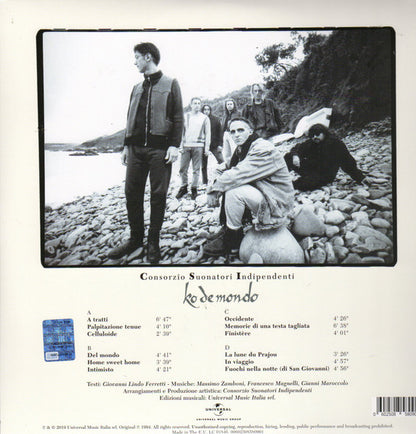 Consorzio Suonatori Indipendenti
ko de mondo
A
A tratti 6' 47"
Palpitazione tenue 4' 10"
Celluloide 2' 39"
B
Del mondo 4' 41"
Home sweet home 3' 39"
Intimisto 4' 21"
C
Occidente 4' 26"
Memorie di una testa tagliata 6' 38"
Finistère 4' 01"
D
La lune du Prajou 3' 26"
In viaggio 4' 57"
Fuochi nella notte (di San Giovanni) 4' 56"
Testi: Giovanni Lindo Ferretti - Musiche: Massimo Zamboni, Francesco Magnelli, Gianni Maroccolo
Arrangiamenti e Produzione artistica: Consorzio Suonatori Indipendenti
Edizioni musicali: Universal Music Italia srl.
UNIVERSAL